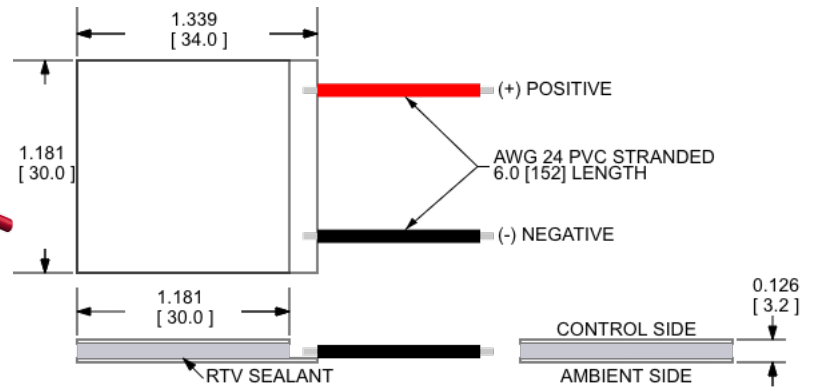 1.339
[ 34.0 ]
(+) POSITIVE
1.181
[ 30.0 ]
AWG 24 PVC STRANDED
6.0 [152] LENGTH
(-) NEGATIVE
1.181
[ 30.0 ]
0.126
[ 3.2 ]
CONTROL SIDE
RTV SEALANT
AMBIENT SIDE